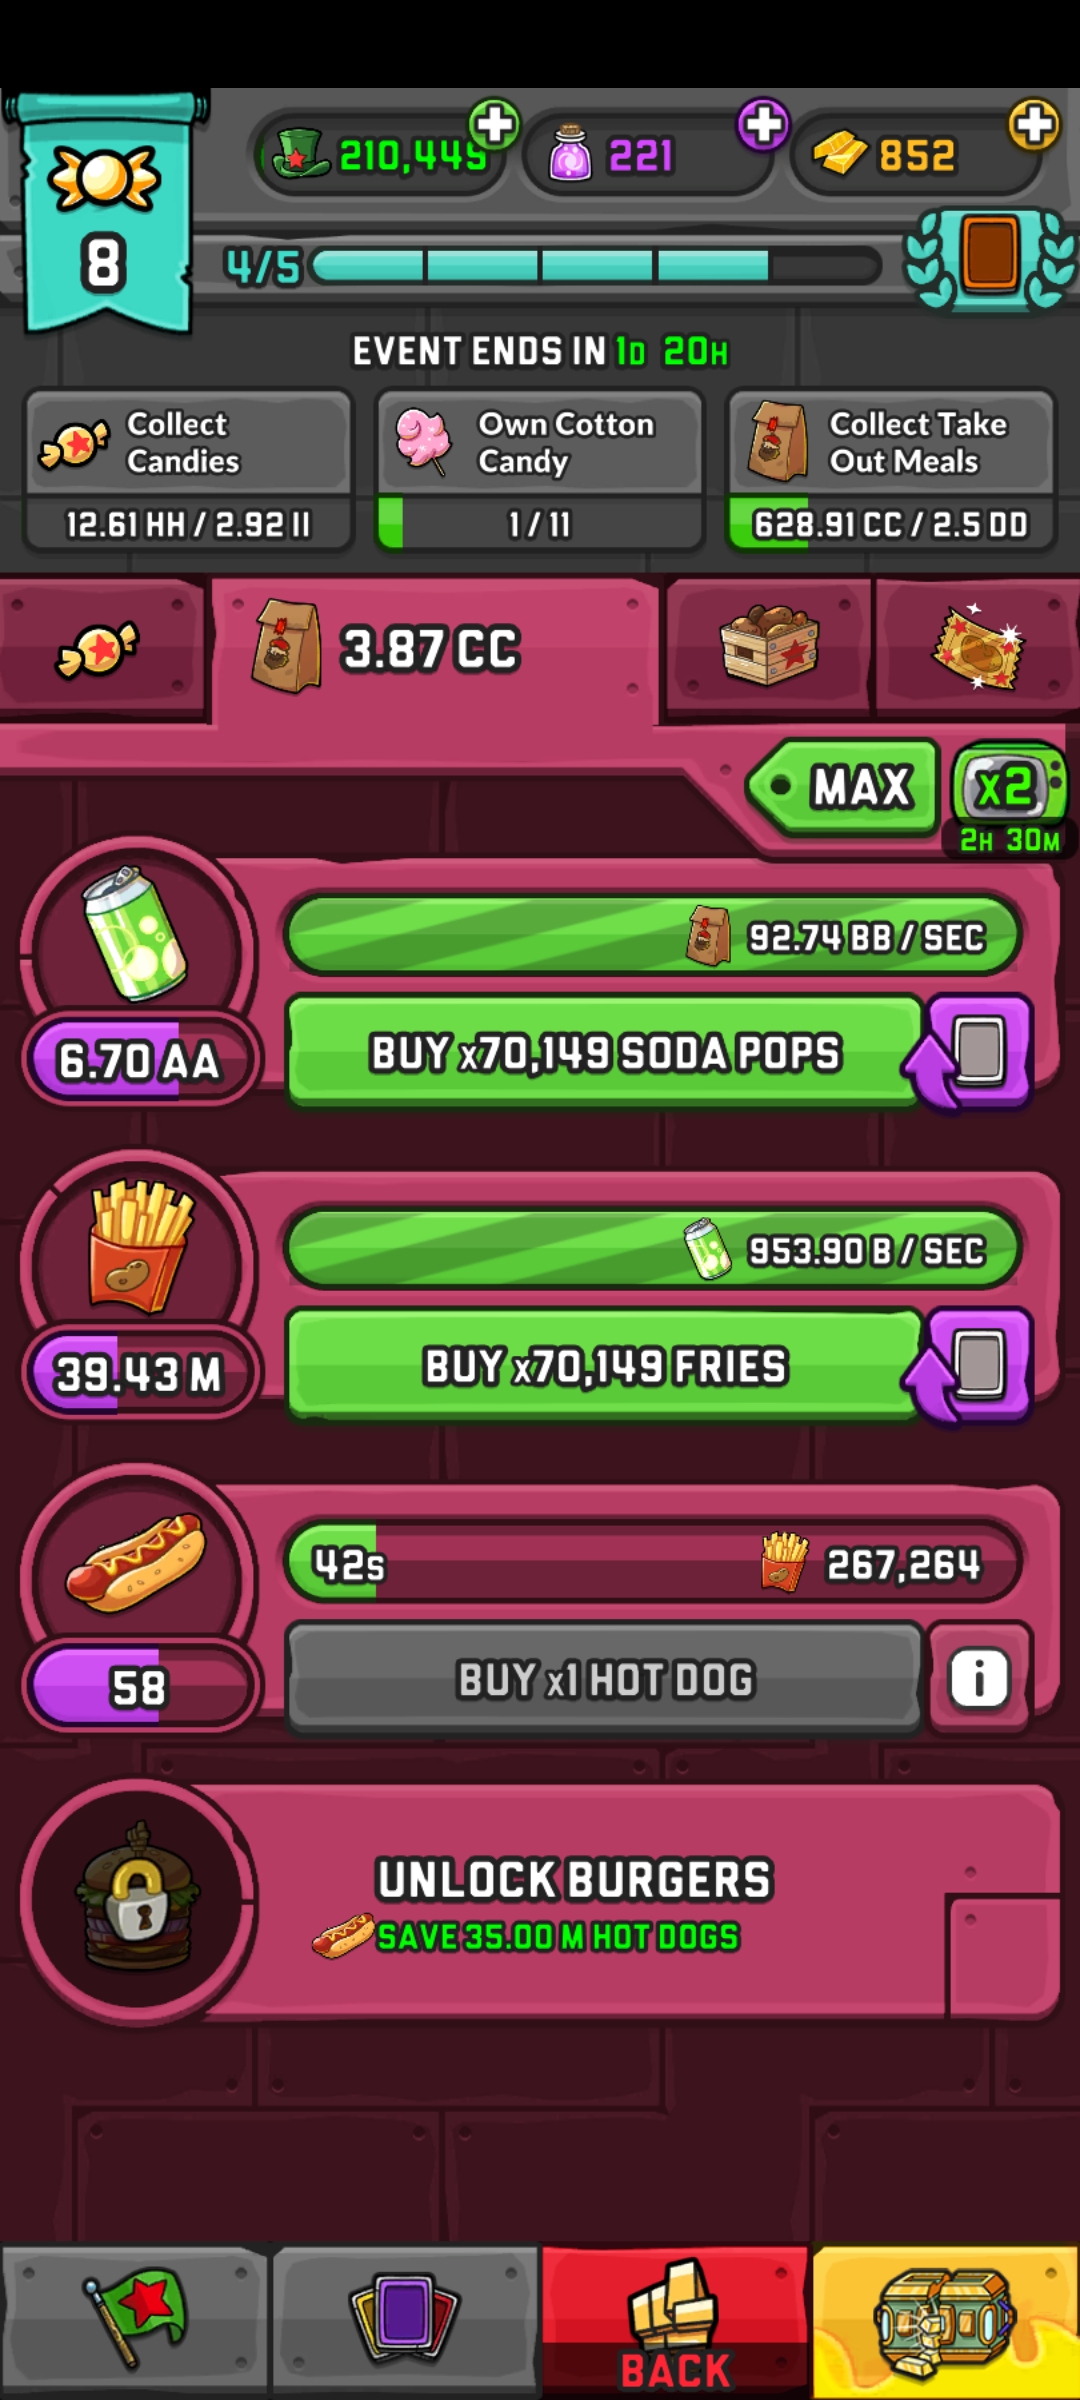 210,449
221
852
8
4/5
EVENT ENDS IN 1D 20H
Collect
Candies
12.61 HH / 2.92 II
Own Cotton
Candy
1 / 11
Collect Take
Out Meals
628.91 CC / 2.5 DD
3.87 CC
MAX
x2
2H 30M
92.74 BB / SEC
6.70 AA
BUY x70,149 SODA POPS
953.90 B / SEC
39.43 M
BUY x70,149 FRIES
42s
267,264
58
BUY x1 HOT DOG
i
UNLOCK BURGERS
SAVE 35.00 M HOT DOGS
BACK